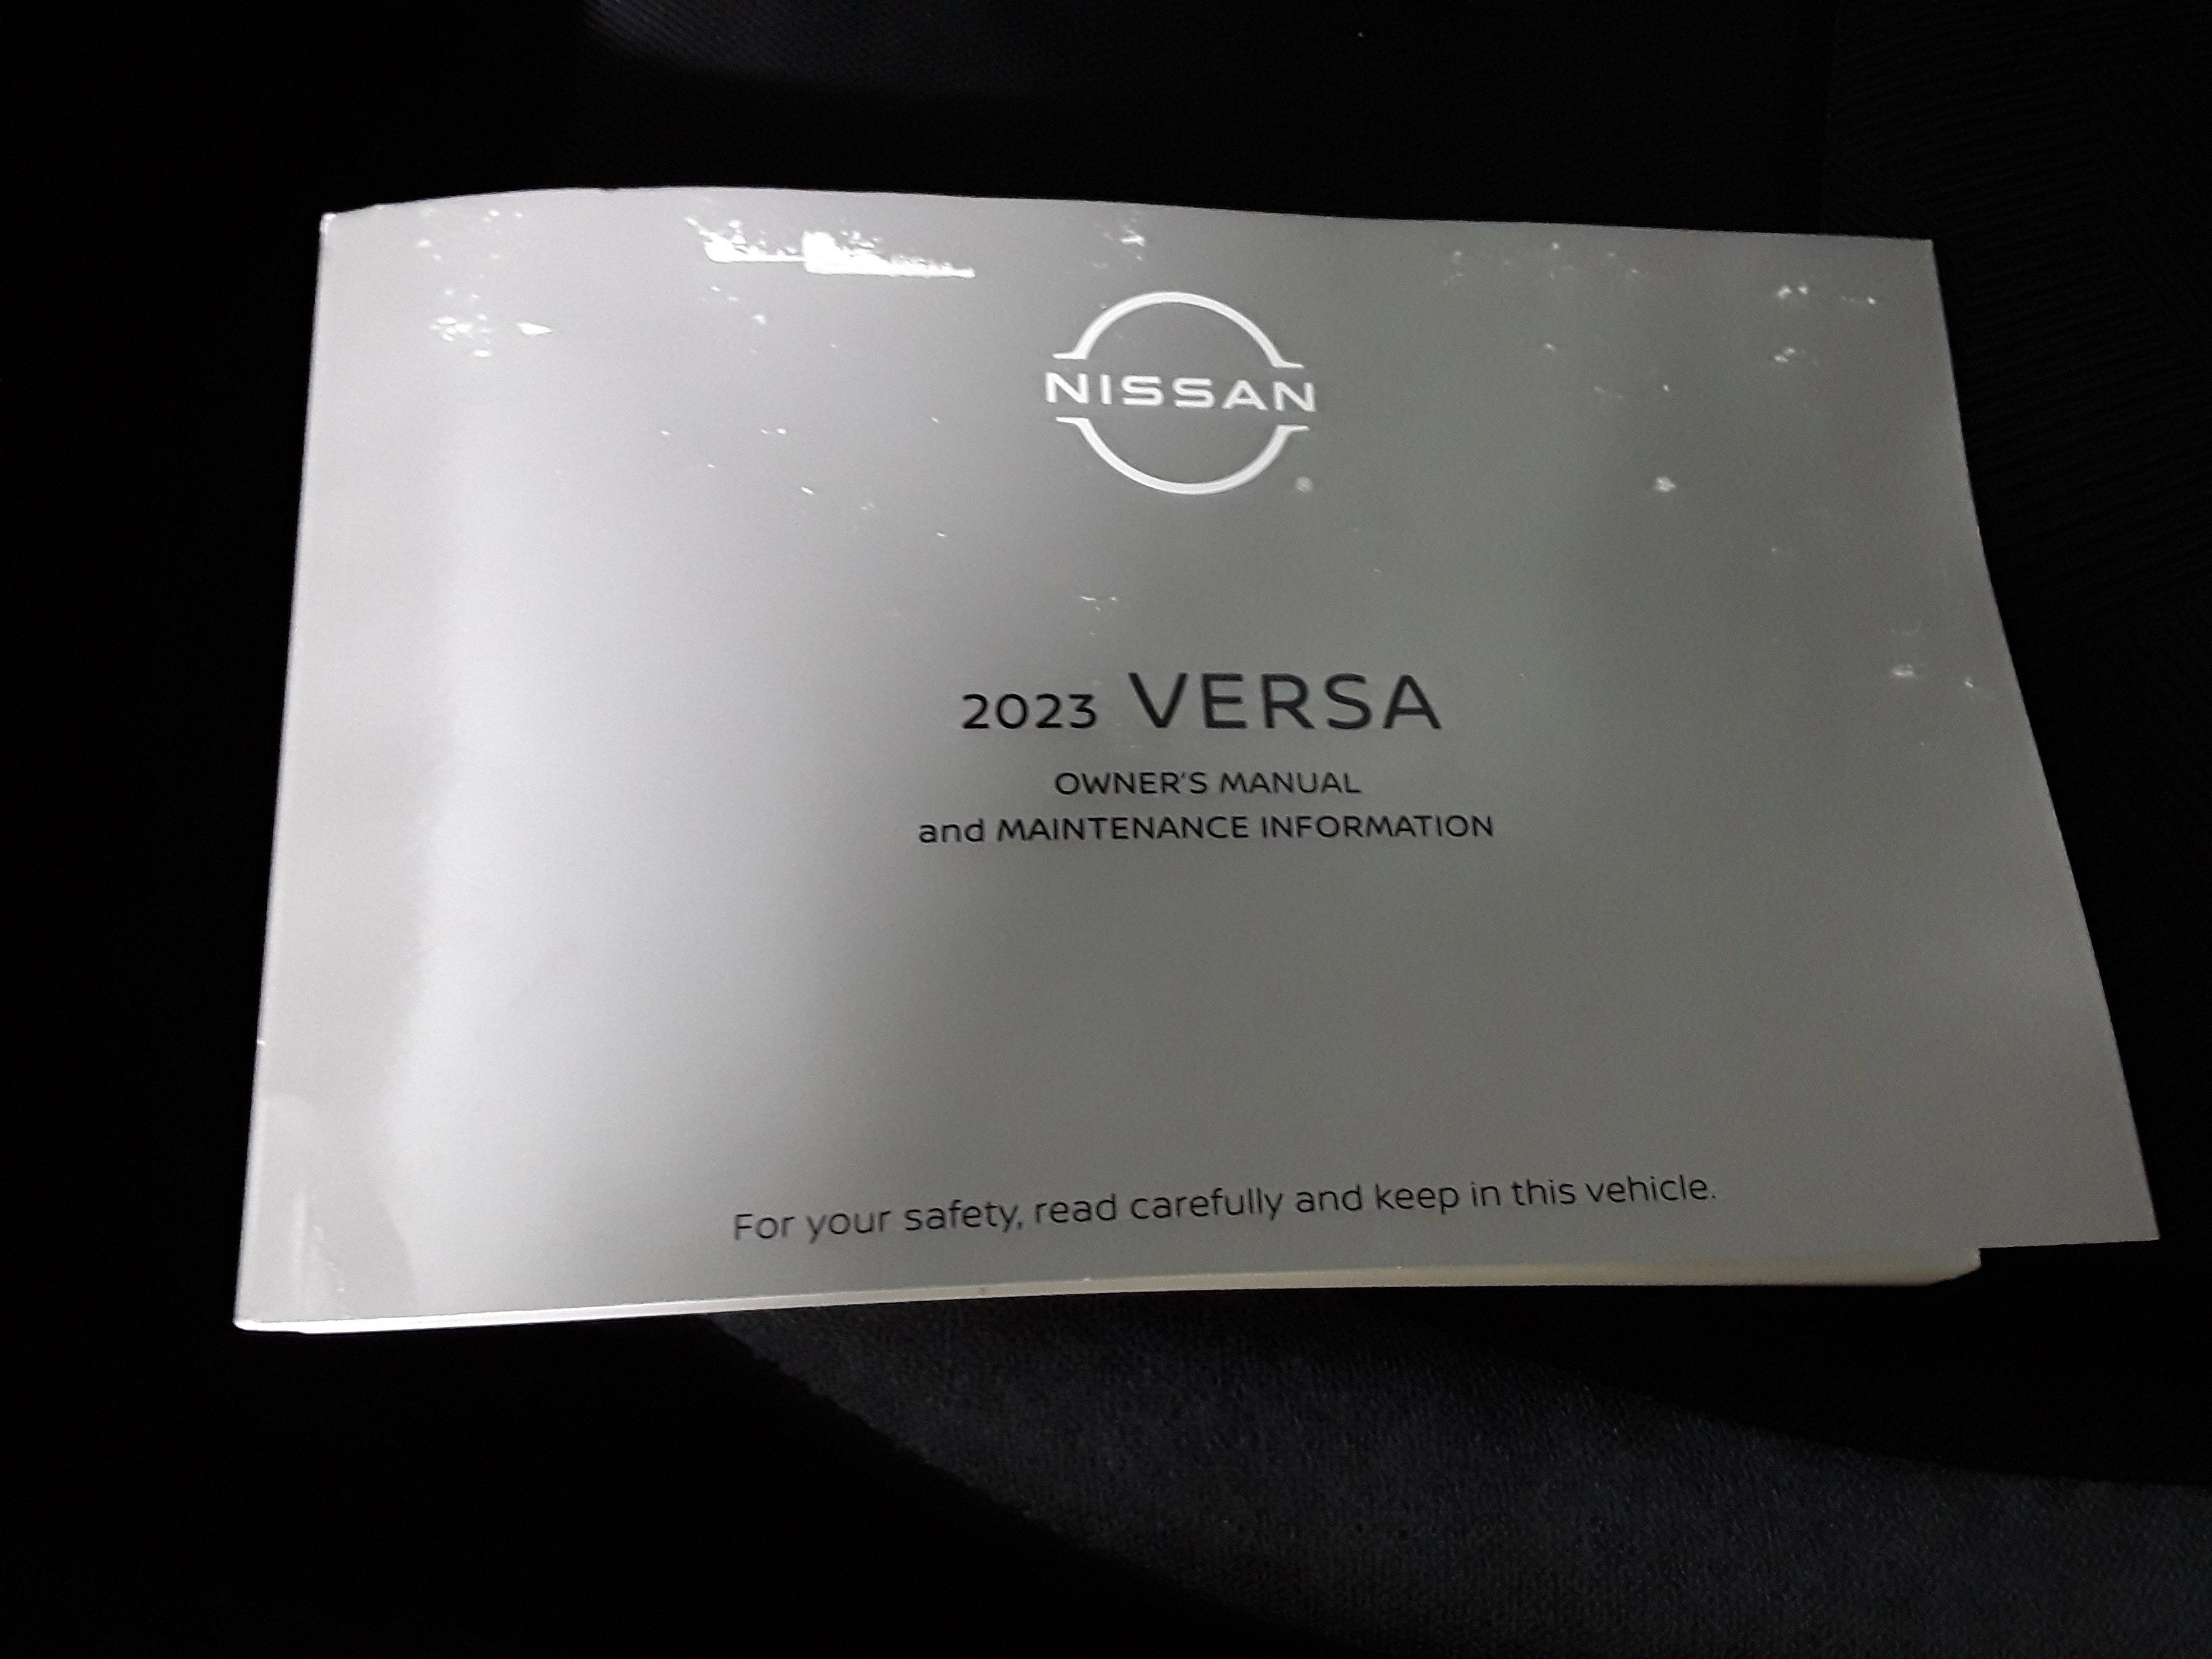 NISSAN
®
2023 VERSA
OWNER'S MANUAL
and MAINTENANCE INFORMATION
For your safety, read carefully and keep in this vehicle.